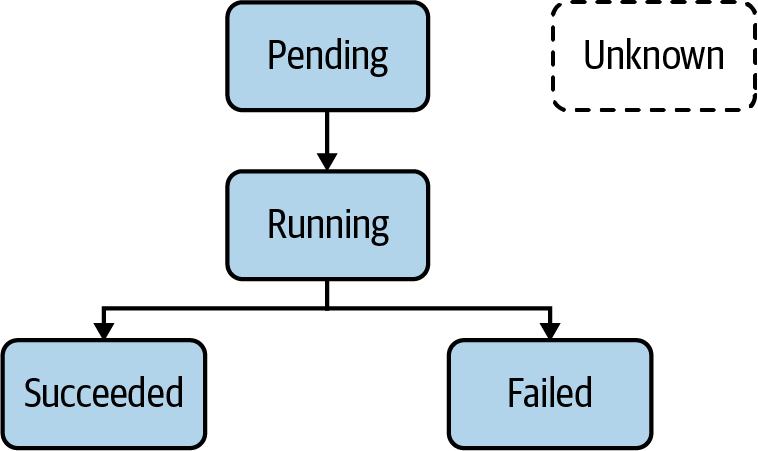 Pending
Unknown
Running
Succeeded
Failed